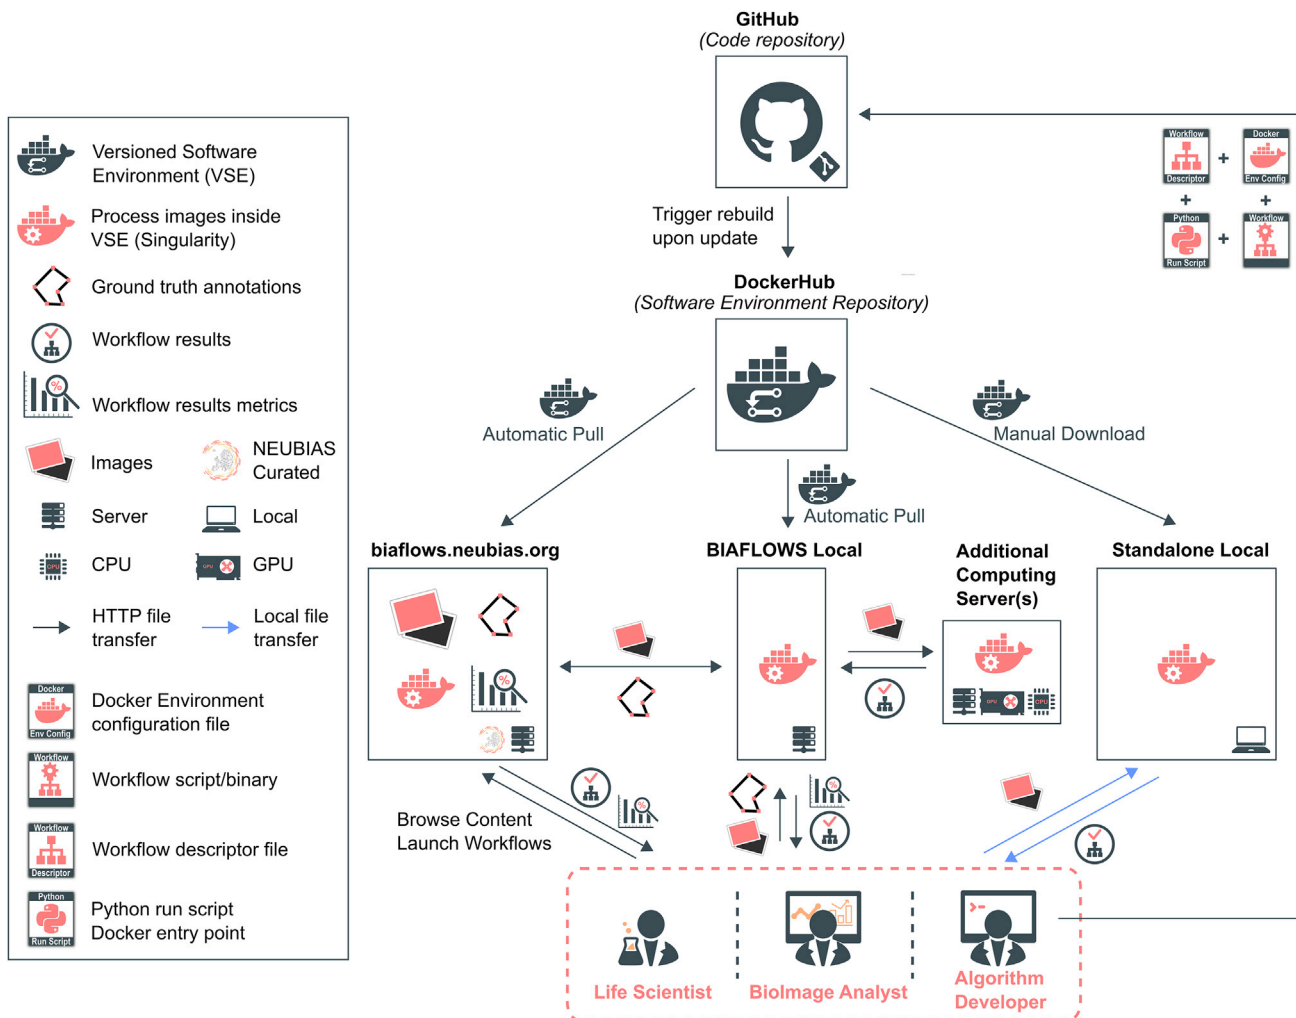 GitHub
(Code repository)
Versioned Software
Environment (VSE)
Process images inside
VSE (Singularity)
Ground truth annotations
Workflow results
%
Workflow results metrics
Images
NEUBIAS
Curated
Server
Local
CPU
CPU
GPU
GPU
HTTP file
transfer
Local file
transfer
Docker
Env Config
Docker Environment
configuration file
Workflow
Workflow script/binary
Workflow
Descriptor
Workflow descriptor file
Python
Run Script
Python run script
Docker entry point
Workflow
Descriptor
+
Docker
Env Config
+
+
Python
Run Script
+
Workflow
Trigger rebuild
upon update
DockerHub
(Software Environment Repository)
Automatic Pull
Manual Download
Automatic Pull
biaflows.neubias.org
BIAFLOWS Local
Additional
Computing
Server(s)
Standalone Local
%
GPU
CPU
Browse Content
Launch Workflows
%
%
Life Scientist
BioImage Analyst
Algorithm
Developer